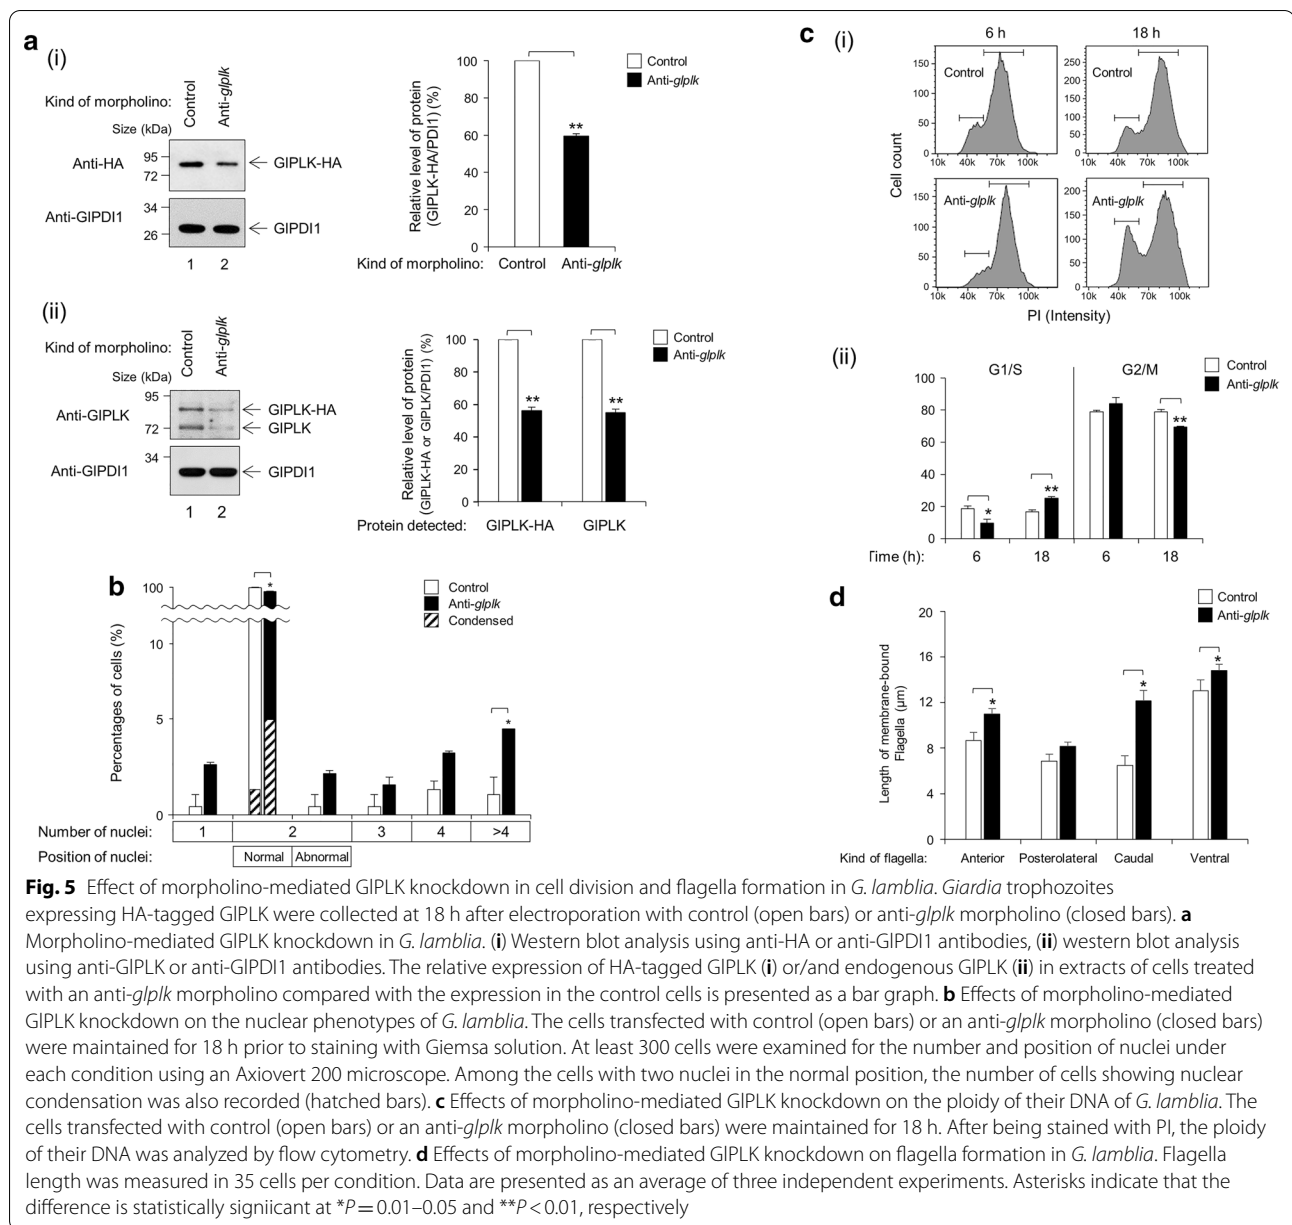 a
(i)
Kind of morpholino:
Control
Anti-glplk
Size (kDa)
Anti-HA
95
72
GlPLK-HA
Anti-GlPDI1
34
26
GlPDI1
1 2
Relative level of protein
(GlPLK-HA/PDI1) (%)
100
80
60
40
20
0
**
Control
Anti-glplk
Kind of morpholino: Control Anti-glplk
(ii)
Kind of morpholino:
Control
Anti-glplk
Size (kDa)
Anti-GlPLK
95
72
GlPLK-HA
GlPLK
34
Anti-GlPDI1
GlPDI1
1 2
Relative level of protein
(GlPLK-HA or GlPLK/PDI1) (%)
100
80
60
40
20
0
**
**
Control
Anti-glplk
Protein detected: GlPLK-HA GlPLK
b
Percentages of cells (%)
100
10
5
0
*
*
Control
Anti-glplk
Condensed
Number of nuclei: 1 2 3 4 >4
Position of nuclei: Normal Abnormal
c
(i)
6 h 18 h
Cell count
Control
150
100
50
0
10k 40k 70k 100k
Control
250
200
150
100
50
0
10k 40k 70k 100k
Anti-glplk
150
100
50
0
10k 40k 70k 100k
Anti-glplk
200
150
100
50
0
10k 40k 70k 100k
PI (Intensity)
(ii)
G1/S G2/M
Control
Anti-glplk
100
80
60
40
20
0
*
**
**
Time (h): 6 18 6 18
d
Length of membrane-bound
Flagella (μm)
20
16
12
8
4
0
*
*
*
Control
Anti-glplk
Kind of flagella: Anterior Posterolateral Caudal Ventral
Fig. 5 Effect of morpholino-mediated GlPLK knockdown in cell division and flagella formation in G. lamblia. Giardia trophozoites
expressing HA-tagged GlPLK were collected at 18 h after electroporation with control (open bars) or anti-glplk morpholino (closed bars). a
Morpholino-mediated GlPLK knockdown in G. lamblia. (i) Western blot analysis using anti-HA or anti-GlPDI1 antibodies, (ii) western blot analysis
using anti-GlPLK or anti-GlPDI1 antibodies. The relative expression of HA-tagged GlPLK (i) or/and endogenous GlPLK (ii) in extracts of cells treated
with an anti-glplk morpholino compared with the expression in the control cells is presented as a bar graph. b Effects of morpholino-mediated
GlPLK knockdown on the nuclear phenotypes of G. lamblia. The cells transfected with control (open bars) or an anti-glplk morpholino (closed bars)
were maintained for 18 h prior to staining with Giemsa solution. At least 300 cells were examined for the number and position of nuclei under
each condition using an Axiovert 200 microscope. Among the cells with two nuclei in the normal position, the number of cells showing nuclear
condensation was also recorded (hatched bars). c Effects of morpholino-mediated GlPLK knockdown on the ploidy of their DNA of G. lamblia. The
cells transfected with control (open bars) or an anti-glplk morpholino (closed bars) were maintained for 18 h. After being stained with PI, the ploidy
of their DNA was analyzed by flow cytometry. d Effects of morpholino-mediated GlPLK knockdown on flagella formation in G. lamblia. Flagella
length was measured in 35 cells per condition. Data are presented as an average of three independent experiments. Asterisks indicate that the
difference is statistically signiicant at *P = 0.01–0.05 and **P < 0.01, respectively